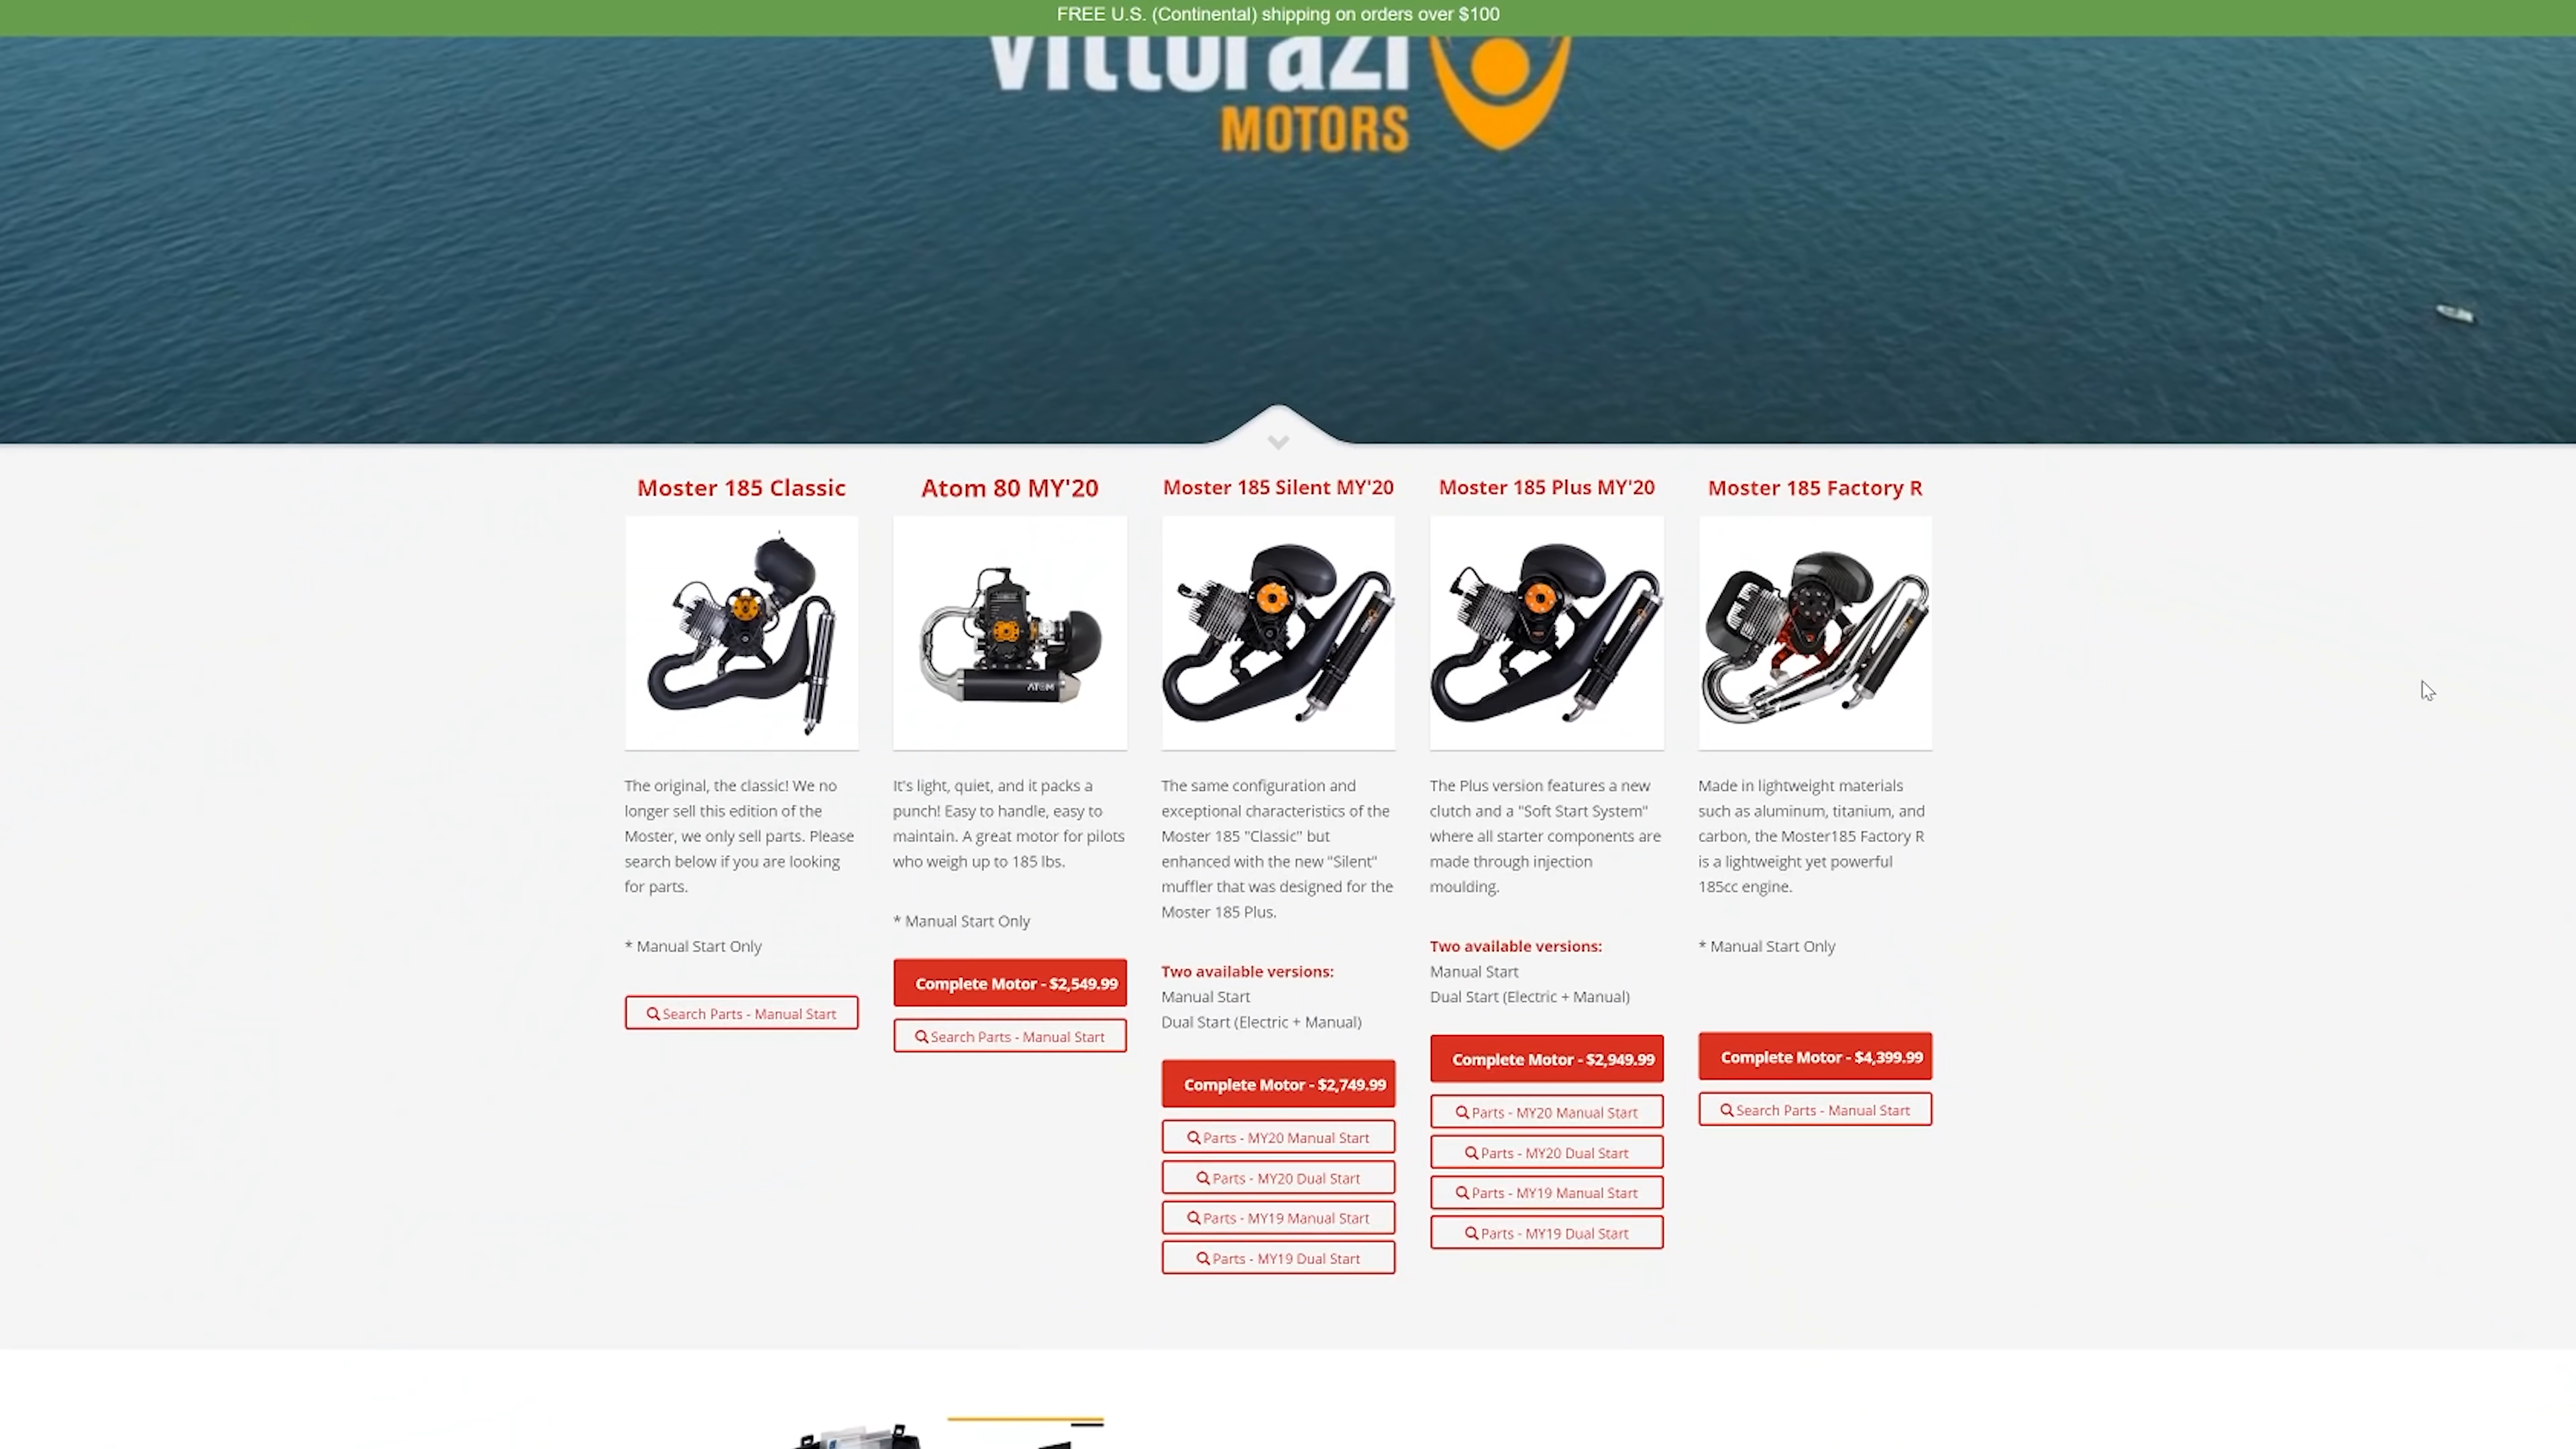 FREE U.S. (Continental) shipping on orders over $100
Vittorazi
MOTORS
Moster 185 Classic
The original, the classic! We no
longer sell this edition of the
Moster, we only sell parts. Please
search below if you are looking
for parts.
* Manual Start Only
Search Parts - Manual Start
Atom 80 MY'20
ATOM
It's light, quiet, and it packs a
punch! Easy to handle, easy to
maintain. A great motor for pilots
who weigh up to 185 lbs.
* Manual Start Only
Complete Motor - $2,549.99
Search Parts - Manual Start
Moster 185 Silent MY'20
The same configuration and
exceptional characteristics of the
Moster 185 "Classic" but
enhanced with the new "Silent"
muffler that was designed for the
Moster 185 Plus.
Two available versions:
Manual Start
Dual Start (Electric + Manual)
Complete Motor - $2,749.99
Parts - MY20 Manual Start
Parts - MY20 Dual Start
Parts - MY19 Manual Start
Parts - MY19 Dual Start
Moster 185 Plus MY'20
The Plus version features a new
clutch and a "Soft Start System"
where all starter components are
made through injection
moulding.
Two available versions:
Manual Start
Dual Start (Electric + Manual)
Complete Motor - $2,949.99
Parts - MY20 Manual Start
Parts - MY20 Dual Start
Parts - MY19 Manual Start
Parts - MY19 Dual Start
Moster 185 Factory R
Made in lightweight materials
such as aluminum, titanium, and
carbon, the Moster185 Factory R
is a lightweight yet powerful
185cc engine.
* Manual Start Only
Complete Motor - $4,399.99
Search Parts - Manual Start